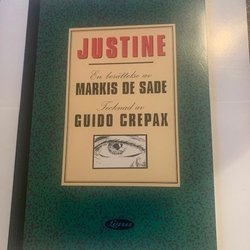 JUSTINE
En berättelse av
MARKIS DE SADE
Tecknad av
GUIDO CREPAX